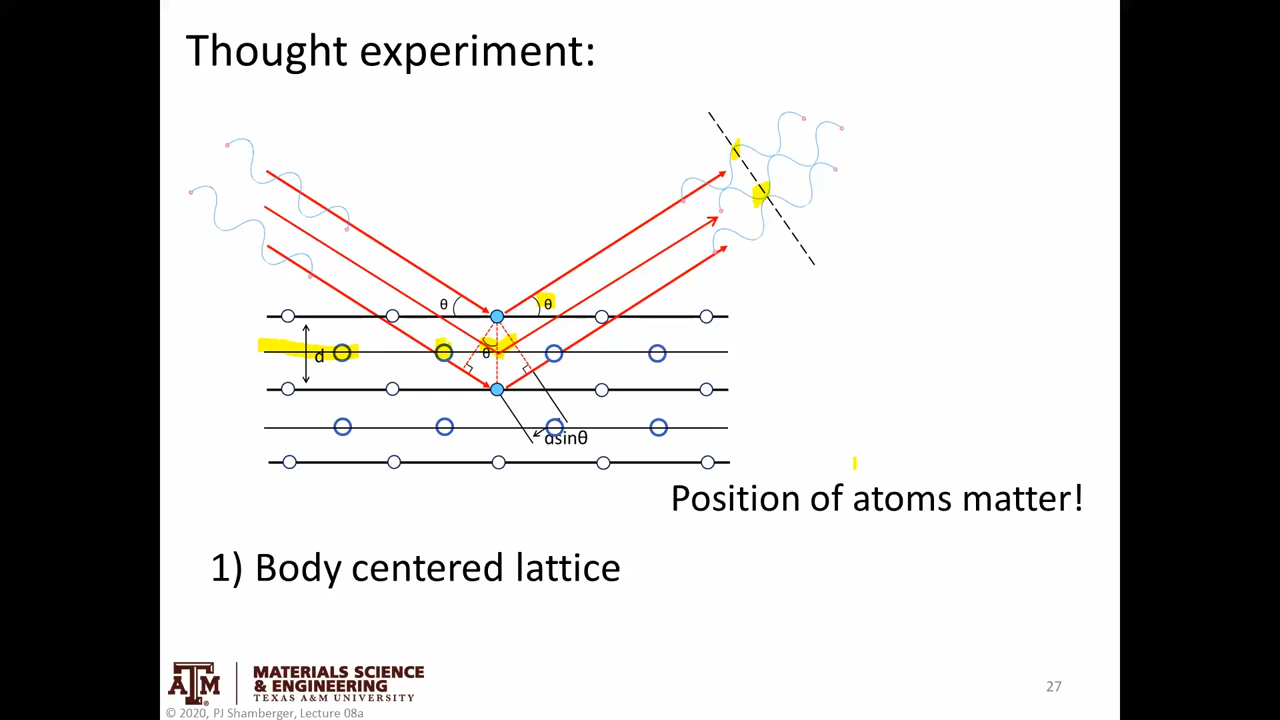 Thought experiment:
θ
θ
d
θ
dsinθ
Position of atoms matter!
1) Body centered lattice
ATM
MATERIALS SCIENCE
& ENGINEERING
TEXAS A&M UNIVERSITY
© 2020, PJ Shamberger, Lecture 08a
27